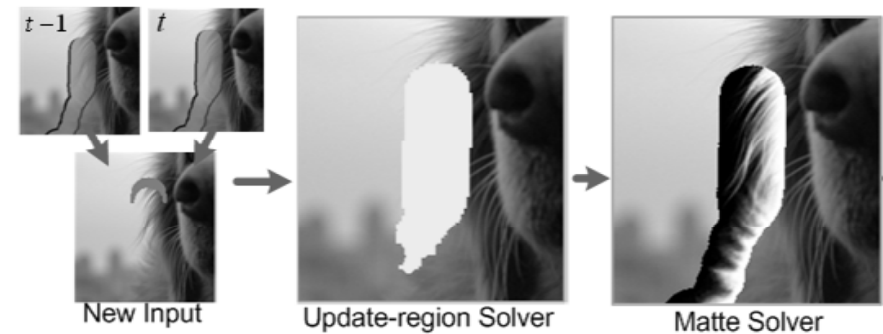 t-1
t
New Input
Update-region Solver
Matte Solver